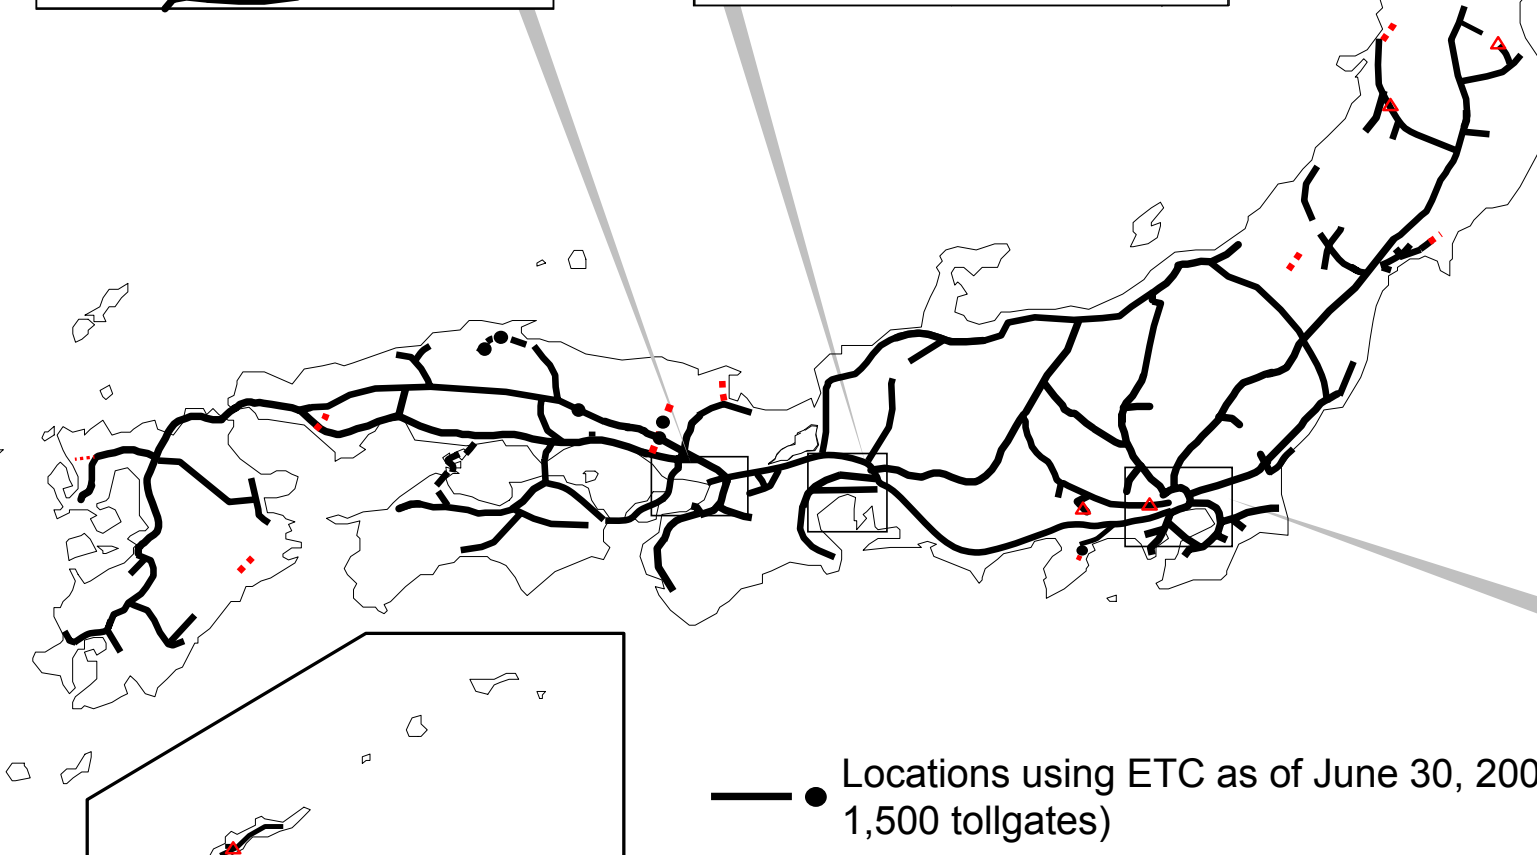 Locations using ETC as of June 30, 200
1,500 tollgates)